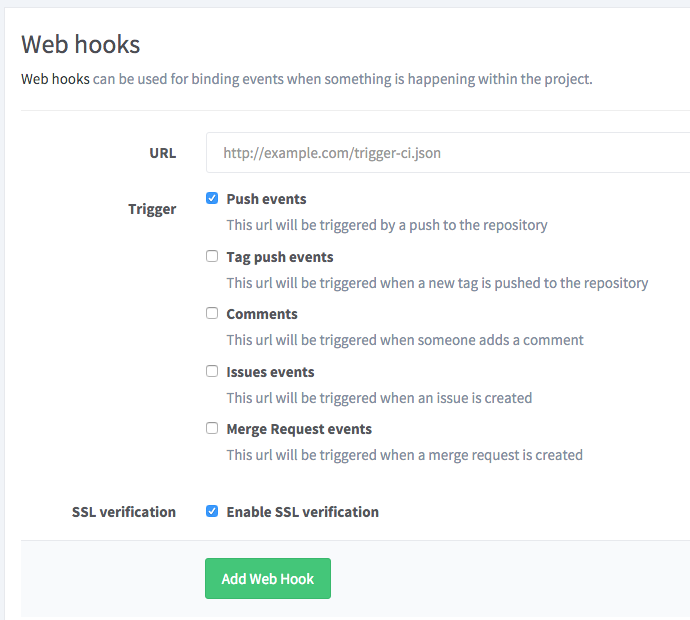 Web hooks
Web hooks can be used for binding events when something is happening within the project.
URL
http://example.com/trigger-ci.json
Trigger
Push events
This url will be triggered by a push to the repository
Tag push events
This url will be triggered when a new tag is pushed to the repository
Comments
This url will be triggered when someone adds a comment
Issues events
This url will be triggered when an issue is created
Merge Request events
This url will be triggered when a merge request is created
SSL verification
Enable SSL verification
Add Web Hook